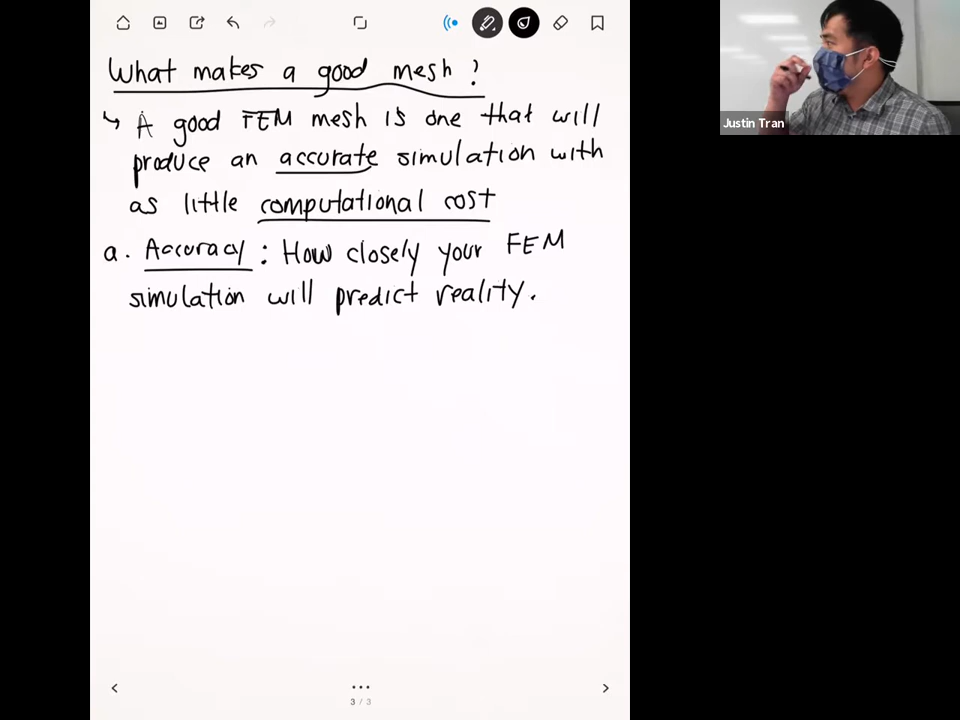 What makes a good mesh?
↳ A good FEM mesh is one that will
produce an accurate simulation with
as little computational cost
a. Accuracy: How closely your FEM
simulation will predict reality.
3 / 3
Justin Tran